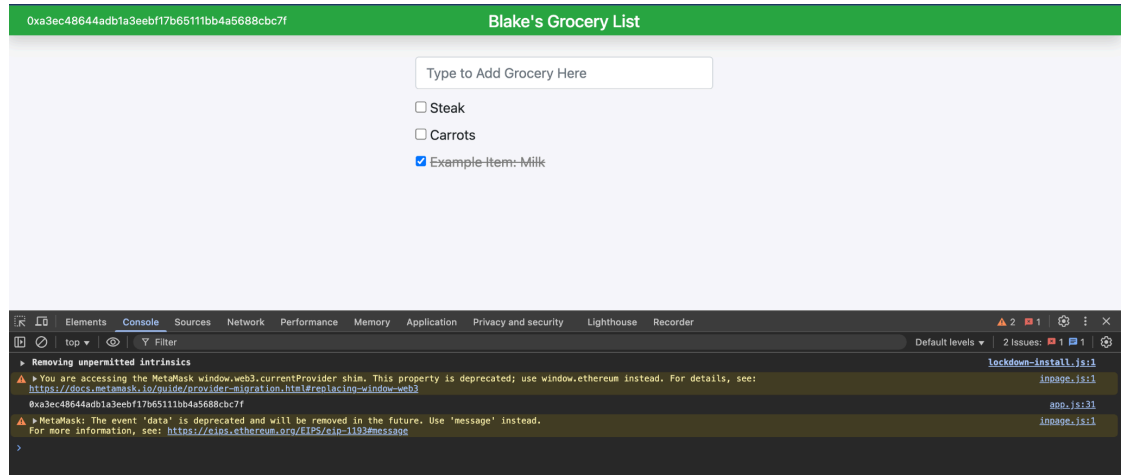 0xa3ec48644adb1a3eebf17b65111bb4a5688cbc7f Blake's Grocery List
Type to Add Grocery Here
Steak
Carrots
Example Item: Milk
Elements Console Sources Network Performance Memory Application Privacy and security Lighthouse Recorder 2 1
top Filter Default levels 2 Issues: 1 1
Removing unpermitted intrinsics lockdown-install.js:1
You are accessing the MetaMask window.web3.currentProvider shim. This property is deprecated; use window.ethereum instead. For details, see: inpage.js:1
https://docs.metamask.io/guide/provider-migration.html#replacing-window-web3
0xa3ec48644adb1a3eebf17b65111bb4a5688cbc7f app.js:31
MetaMask: The event 'data' is deprecated and will be removed in the future. Use 'message' instead. inpage.js:1
For more information, see: https://eips.ethereum.org/EIPS/eip-1193#message